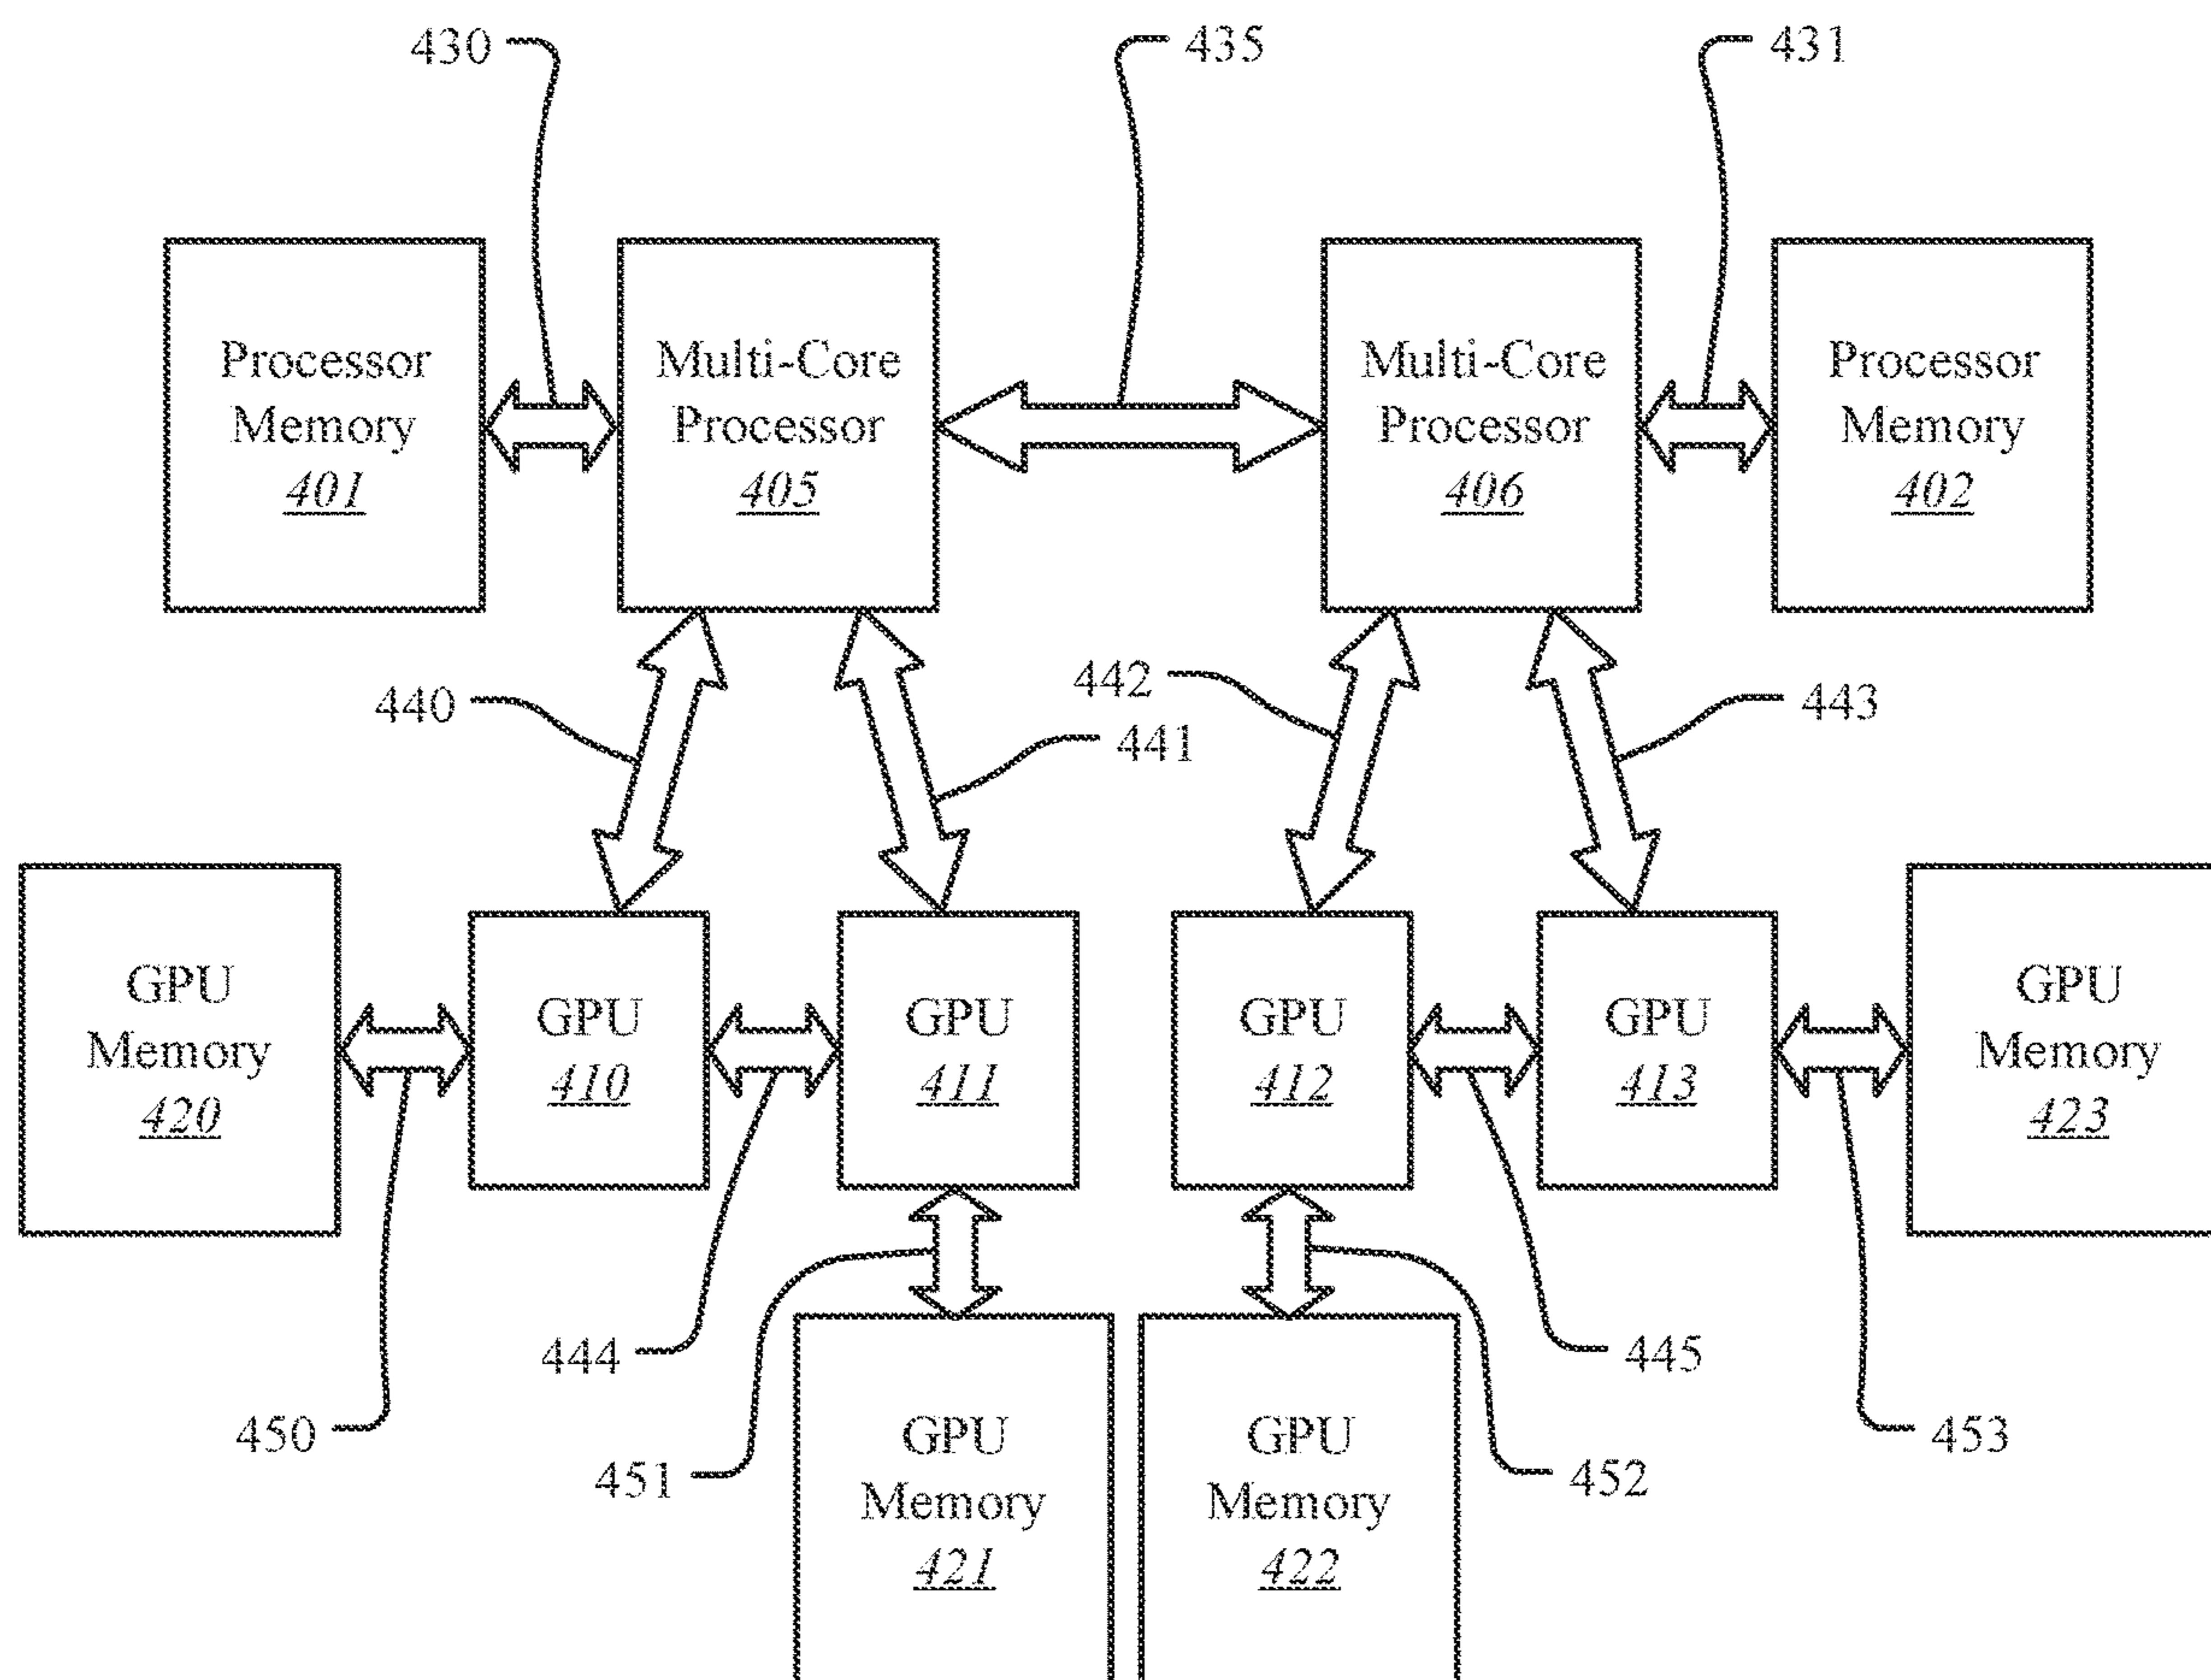 430
435
431
Processor
Memory
401
Multi-Core
Processor
405
Multi-Core
Processor
406
Processor
Memory
402
440
441
442
443
GPU
Memory
420
GPU
410
GPU
411
GPU
412
GPU
413
GPU
Memory
423
444
445
450
451
452
453
GPU
Memory
421
GPU
Memory
422